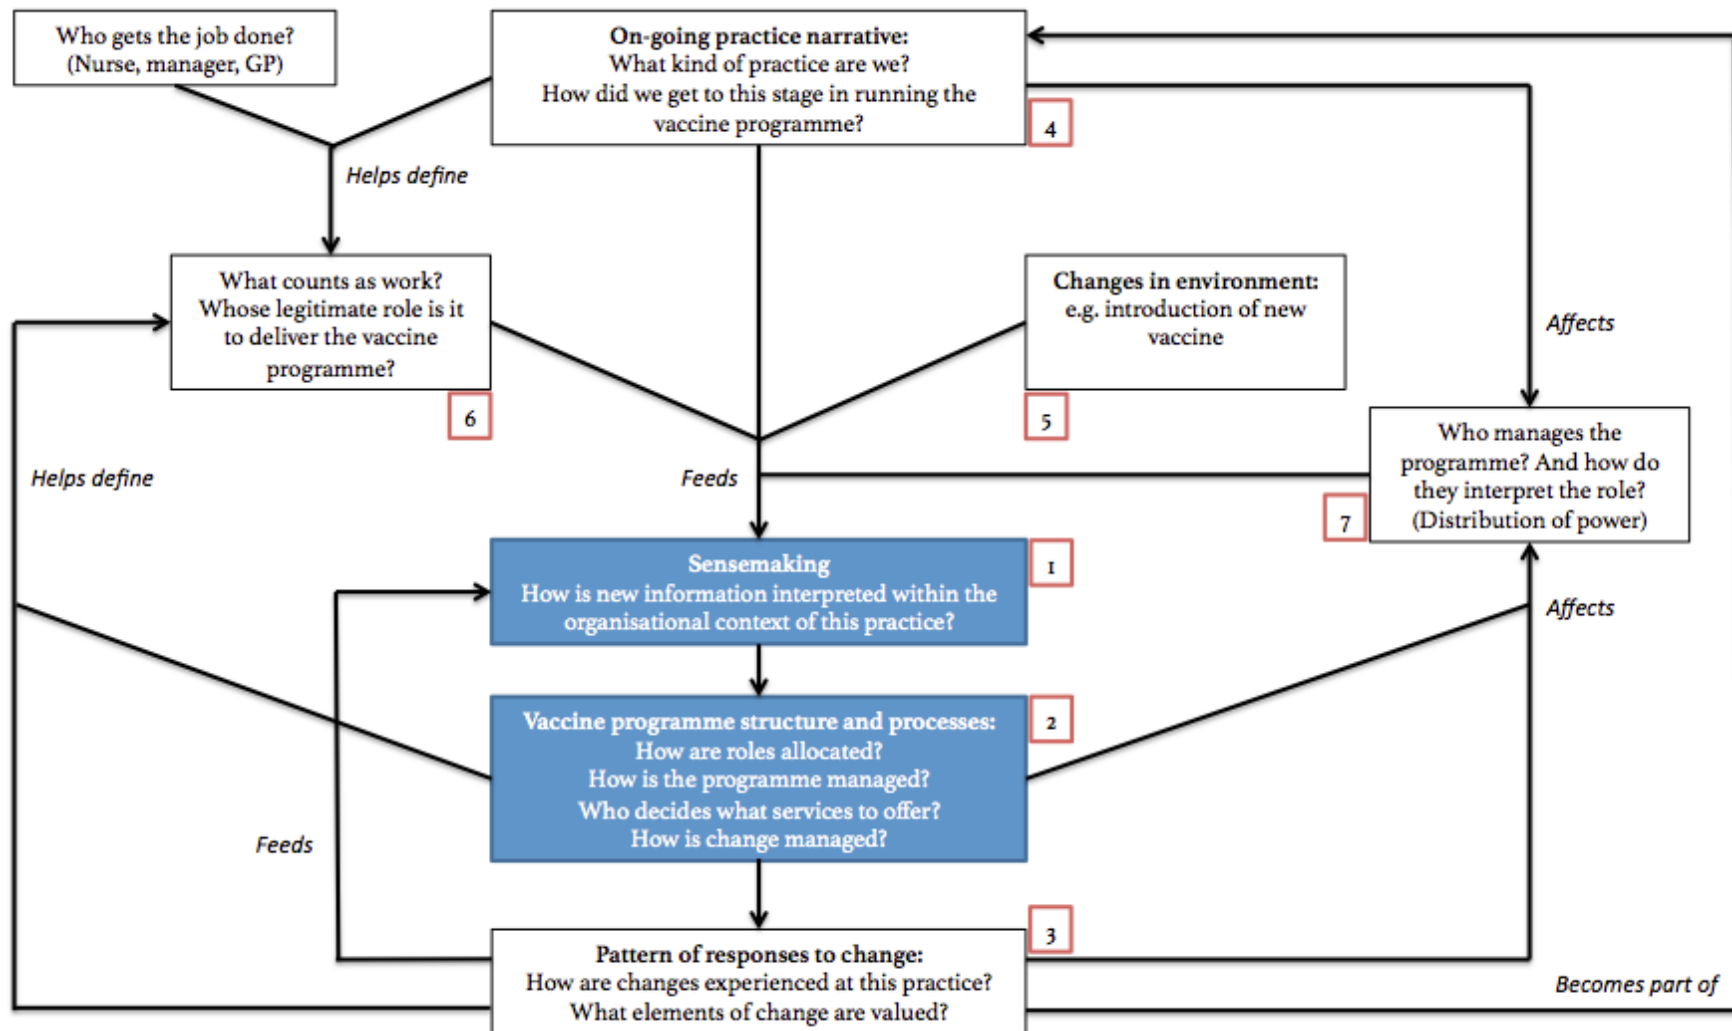 Who gets the job done?
(Nurse, manager, GP)
On-going practice narrative:
What kind of practice are we?
How did we get to this stage in running the
vaccine programme?
4
Helps define
What counts as work?
Whose legitimate role is it
to deliver the vaccine
programme?
6
Changes in environment:
e.g. introduction of new
vaccine
5
Affects
Who manages the
programme? And how do
they interpret the role?
(Distribution of power)
7
Helps define
Feeds
Sensemaking
How is new information interpreted within the
organisational context of this practice?
1
Affects
Vaccine programme structure and processes:
How are roles allocated?
How is the programme managed?
Who decides what services to offer?
How is change managed?
2
Feeds
Pattern of responses to change:
How are changes experienced at this practice?
What elements of change are valued?
3
Becomes part of